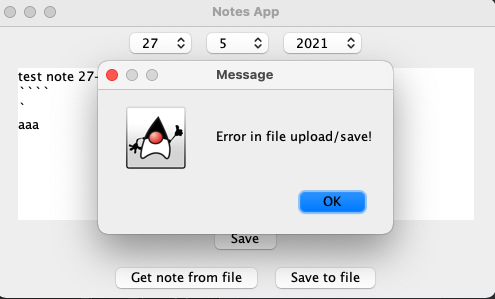 Notes App
27 5 2021
test note 27-
````
`
aaa
Message
Error in file upload/save!
OK
Save
Get note from file Save to file